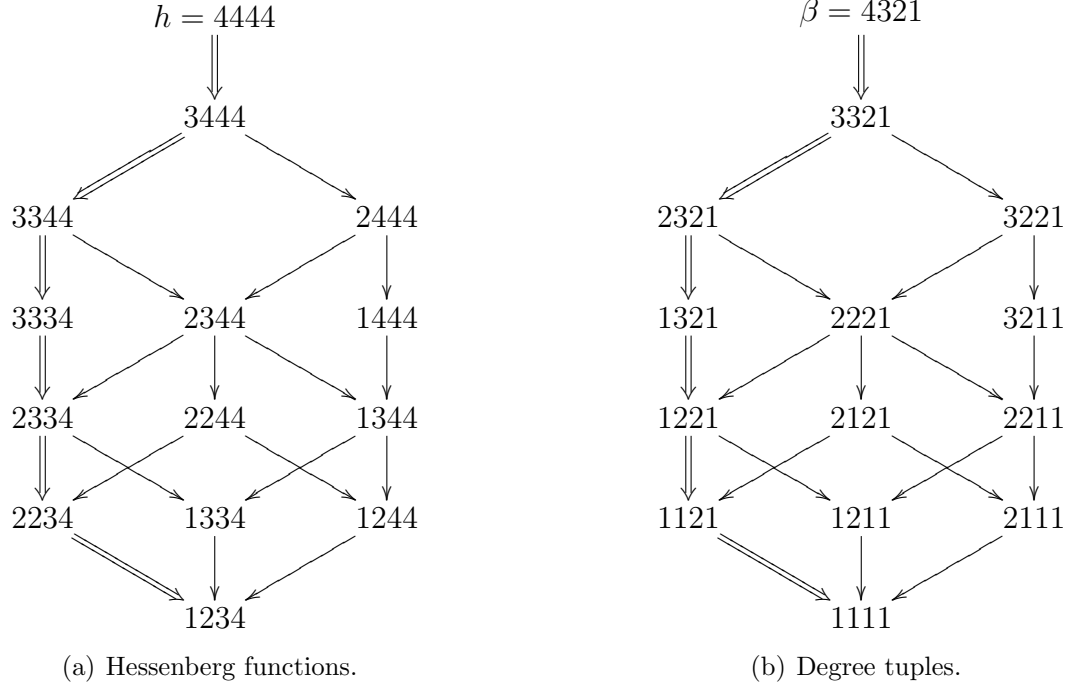 h = 4444
3444
3344 2444
3334 2344 1444
2334 2244 1344
2234 1334 1244
1234
(a) Hessenberg functions.
β = 4321
3321
2321 3221
1321 2221 3211
1221 2121 2211
1121 1211 2111
1111
(b) Degree tuples.